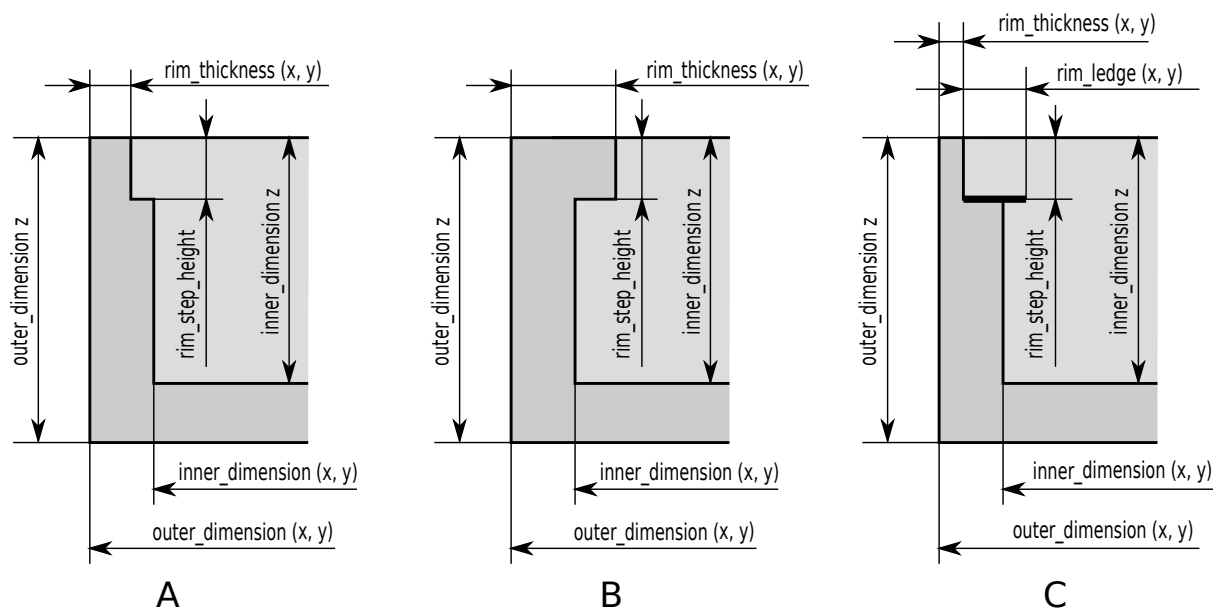 rim_thickness (x, y)
outer_dimension z
rim_step_height
inner_dimension z
inner_dimension (x, y)
outer_dimension (x, y)
A
rim_thickness (x, y)
outer_dimension z
rim_step_height
inner_dimension z
inner_dimension (x, y)
outer_dimension (x, y)
B
rim_thickness (x, y)
rim_ledge (x, y)
outer_dimension z
rim_step_height
inner_dimension z
inner_dimension (x, y)
outer_dimension (x, y)
C